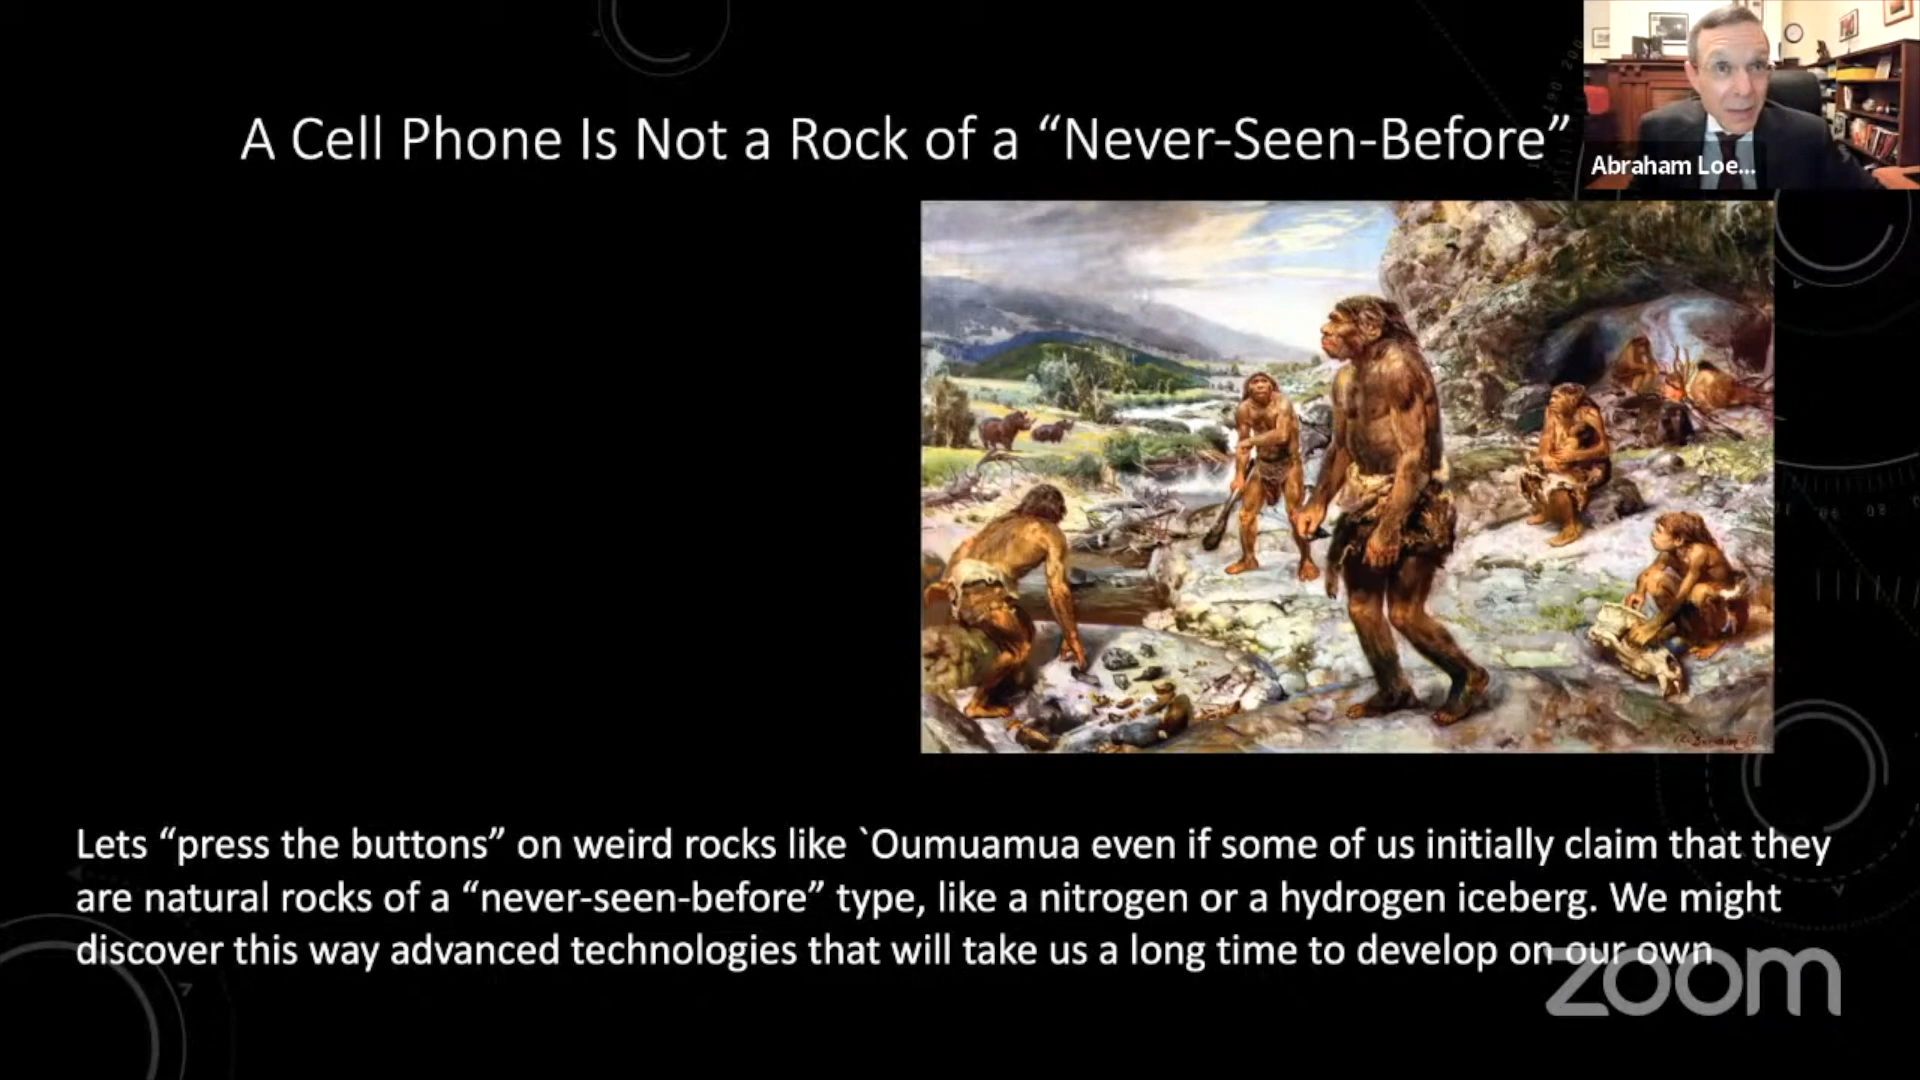 A Cell Phone Is Not a Rock of a “Never-Seen-Before”
Abraham Loe...
Lets “press the buttons” on weird rocks like `Oumuamua even if some of us initially claim that they
are natural rocks of a “never-seen-before” type, like a nitrogen or a hydrogen iceberg. We might
discover this way advanced technologies that will take us a long time to develop on our own
zoom